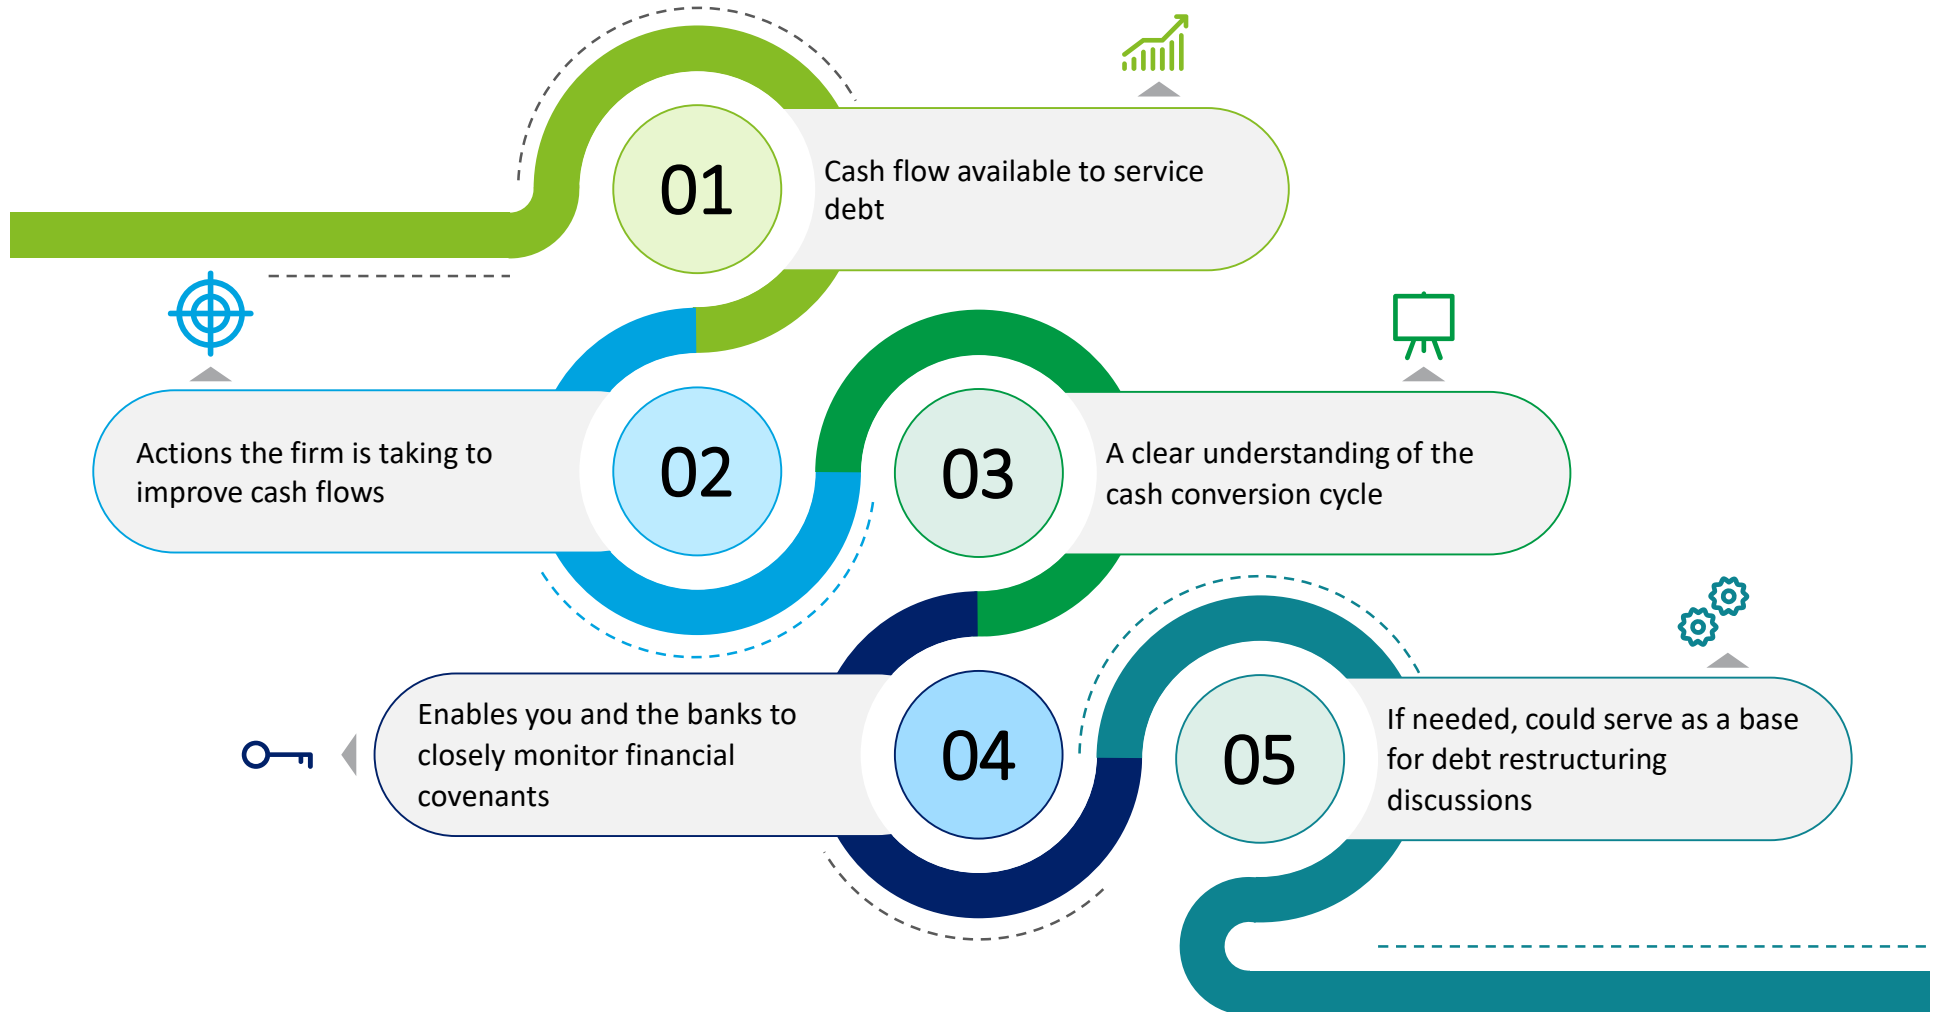 01
Cash flow available to service
debt
02
Actions the firm is taking to
improve cash flows
03
A clear understanding of the
cash conversion cycle
04
Enables you and the banks to
closely monitor financial
covenants
05
If needed, could serve as a base
for debt restructuring
discussions